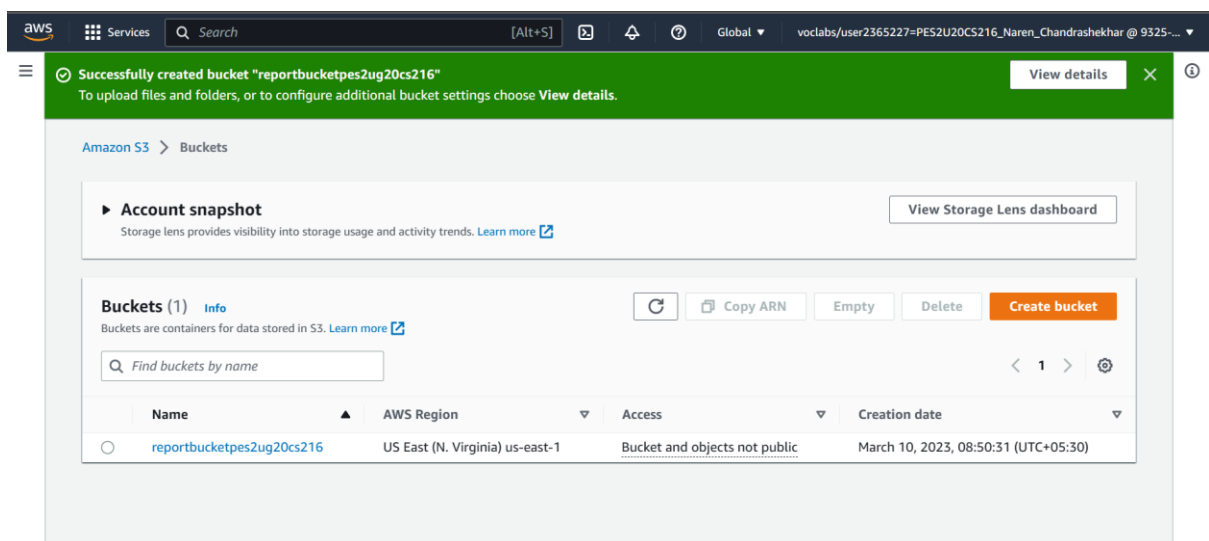 aws Services Search [Alt+S] Global voclabs/user2365227=PES2U20CS216_Naren_Chandrashekhar @ 9325-...
Successfully created bucket "reportbucketpes2ug20cs216" View details
To upload files and folders, or to configure additional bucket settings choose View details.
Amazon S3 > Buckets
Account snapshot View Storage Lens dashboard
Storage lens provides visibility into storage usage and activity trends. Learn more
Buckets (1) Info Copy ARN Empty Delete Create bucket
Buckets are containers for data stored in S3. Learn more
Find buckets by name < 1 >
Name AWS Region Access Creation date
reportbucketpes2ug20cs216 US East (N. Virginia) us-east-1 Bucket and objects not public March 10, 2023, 08:50:31 (UTC+05:30)